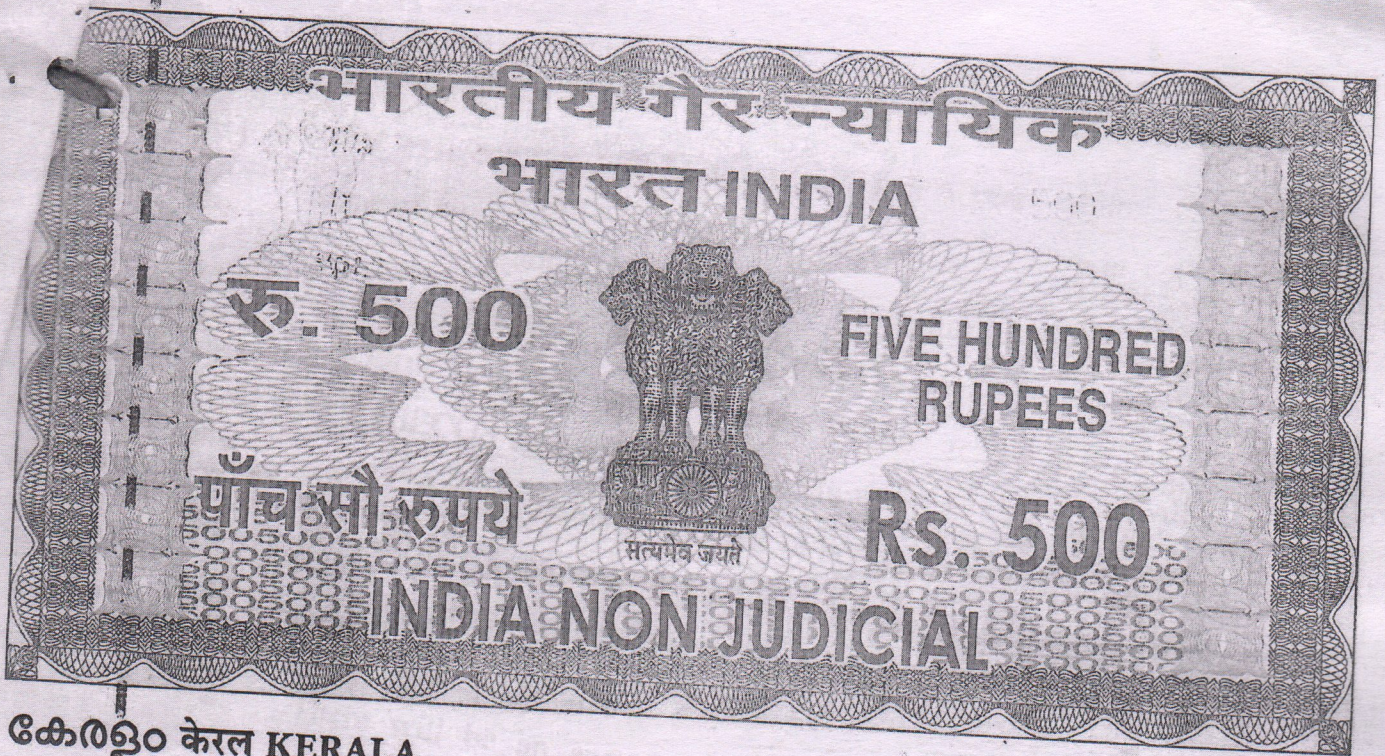 भारतीय गैर न्यायिक
भारत INDIA
रु. 500
FIVE HUNDRED
RUPEES
पाँच सौ रुपये
Rs. 500
सत्यमेव जयते
INDIA NON JUDICIAL
കേരളം केरल KERALA